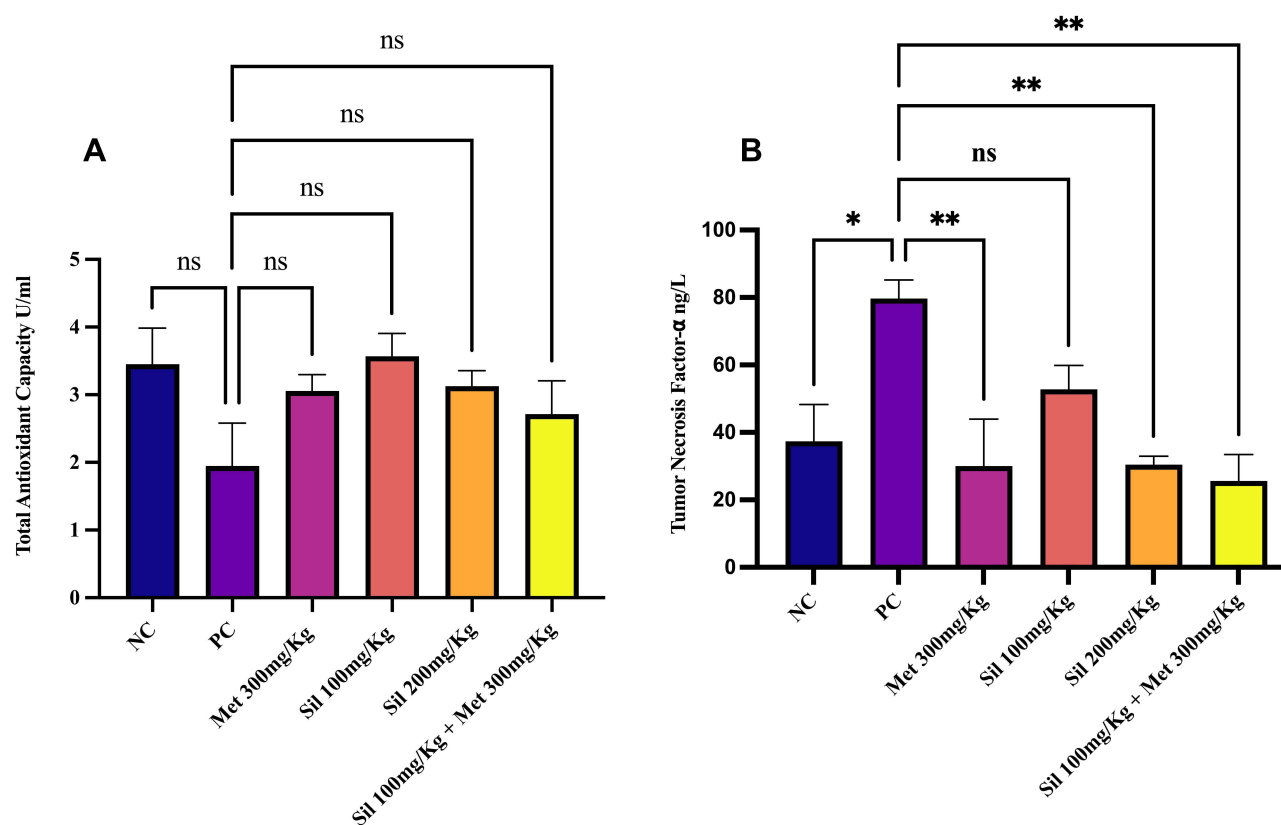 A
ns
ns
ns
ns
ns
Total Antioxidant Capacity U/ml
5
4
3
2
1
0
NC
PC
Met 300mg/Kg
Sil 100mg/Kg
Sil 200mg/Kg
Sil 100mg/Kg + Met 300mg/Kg
B
**
**
ns
*
**
Tumor Necrosis Factor-α ng/L
100
80
60
40
20
0
NC
PC
Met 300mg/Kg
Sil 100mg/Kg
Sil 200mg/Kg
Sil 100mg/Kg + Met 300mg/Kg